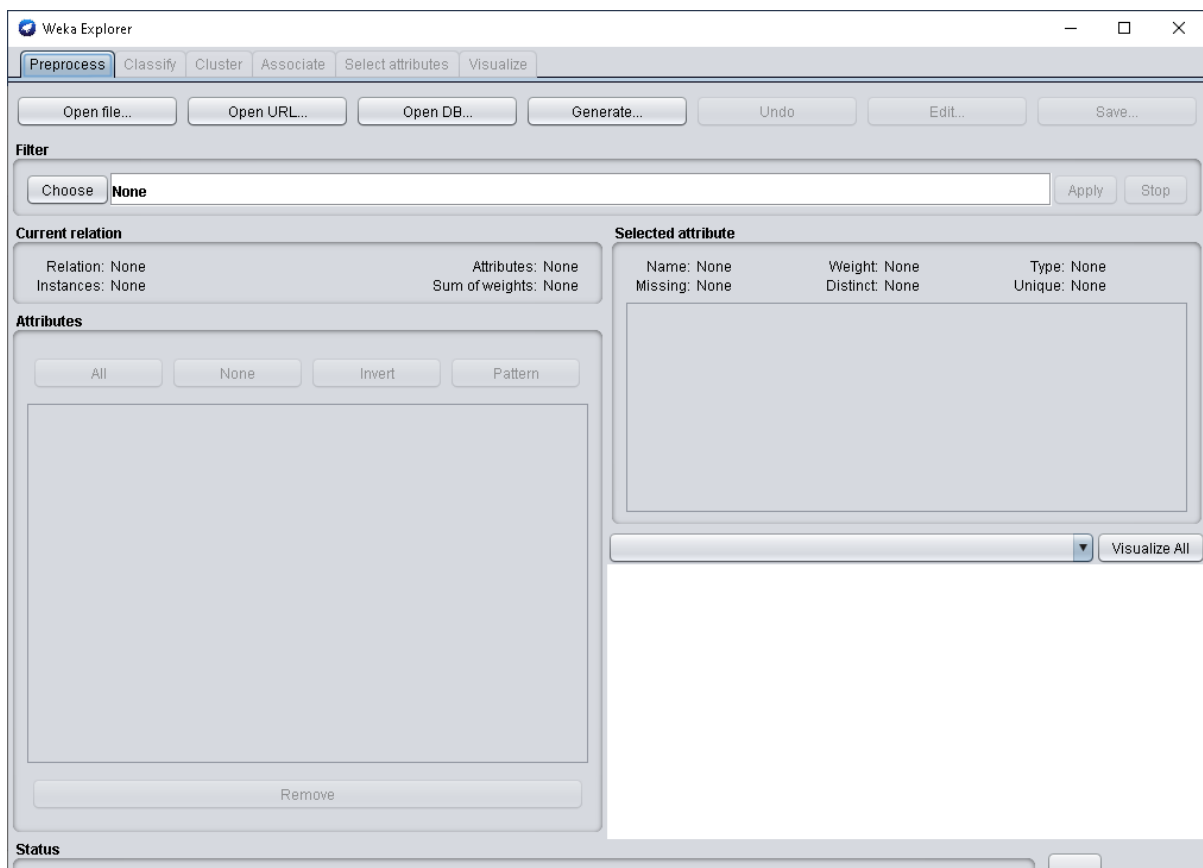 Weka Explorer
Preprocess Classify Cluster Associate Select attributes Visualize
Open file... Open URL... Open DB... Generate... Undo Edit... Save...
Filter
Choose None Apply Stop
Current relation
Relation: None Attributes: None
Instances: None Sum of weights: None
Selected attribute
Name: None Weight: None Type: None
Missing: None Distinct: None Unique: None
Attributes
All None Invert Pattern
Visualize All
Remove
Status